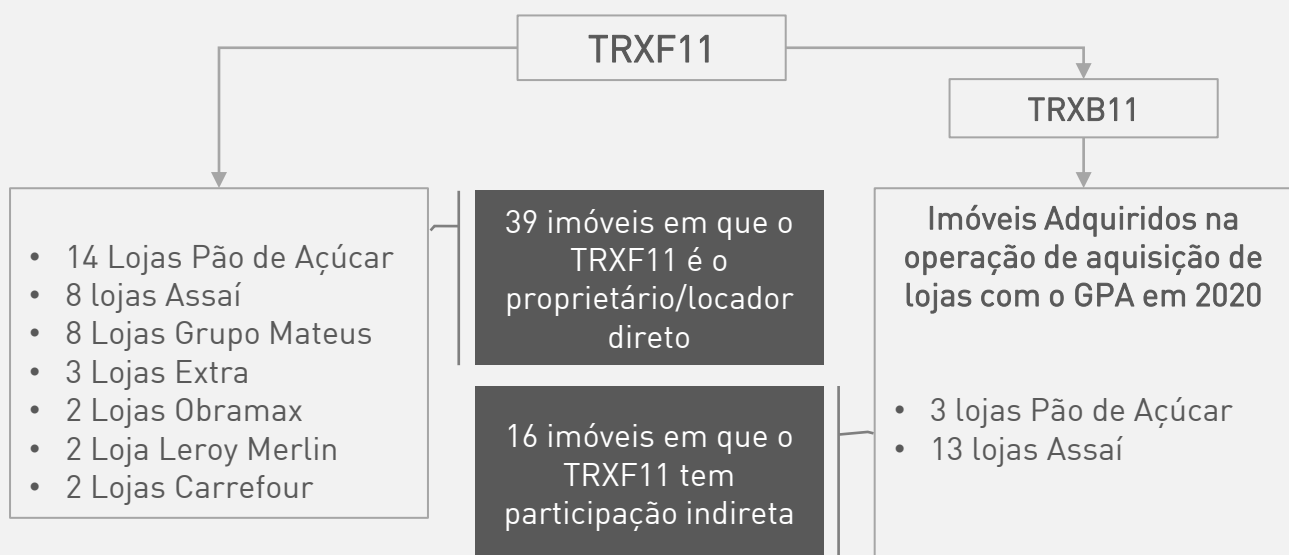 TRXF11
TRXB11
• 14 Lojas Pão de Açúcar
• 8 lojas Assaí
• 8 Lojas Grupo Mateus
• 3 Lojas Extra
• 2 Lojas Obramax
• 2 Loja Leroy Merlin
• 2 Lojas Carrefour
39 imóveis em que o
TRXF11 é o
proprietário/locador
direto
16 imóveis em que o
TRXF11 tem
participação indireta
Imóveis Adquiridos na
operação de aquisição de
lojas com o GPA em 2020
• 3 lojas Pão de Açúcar
• 13 lojas Assaí